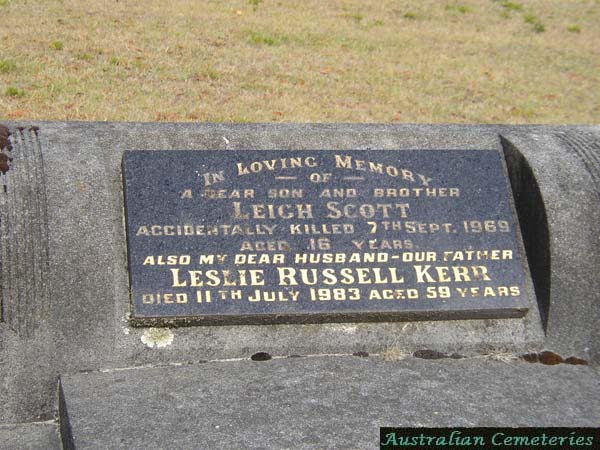 IN LOVING MEMORY
— OF —
A DEAR SON AND BROTHER
LEIGH SCOTT
ACCIDENTALLY KILLED 7TH SEPT. 1969
AGED 16 YEARS.
ALSO MY DEAR HUSBAND - OUR FATHER
LESLIE RUSSELL KERR
DIED 11TH JULY 1983 AGED 59 YEARS
Australian Cemeteries